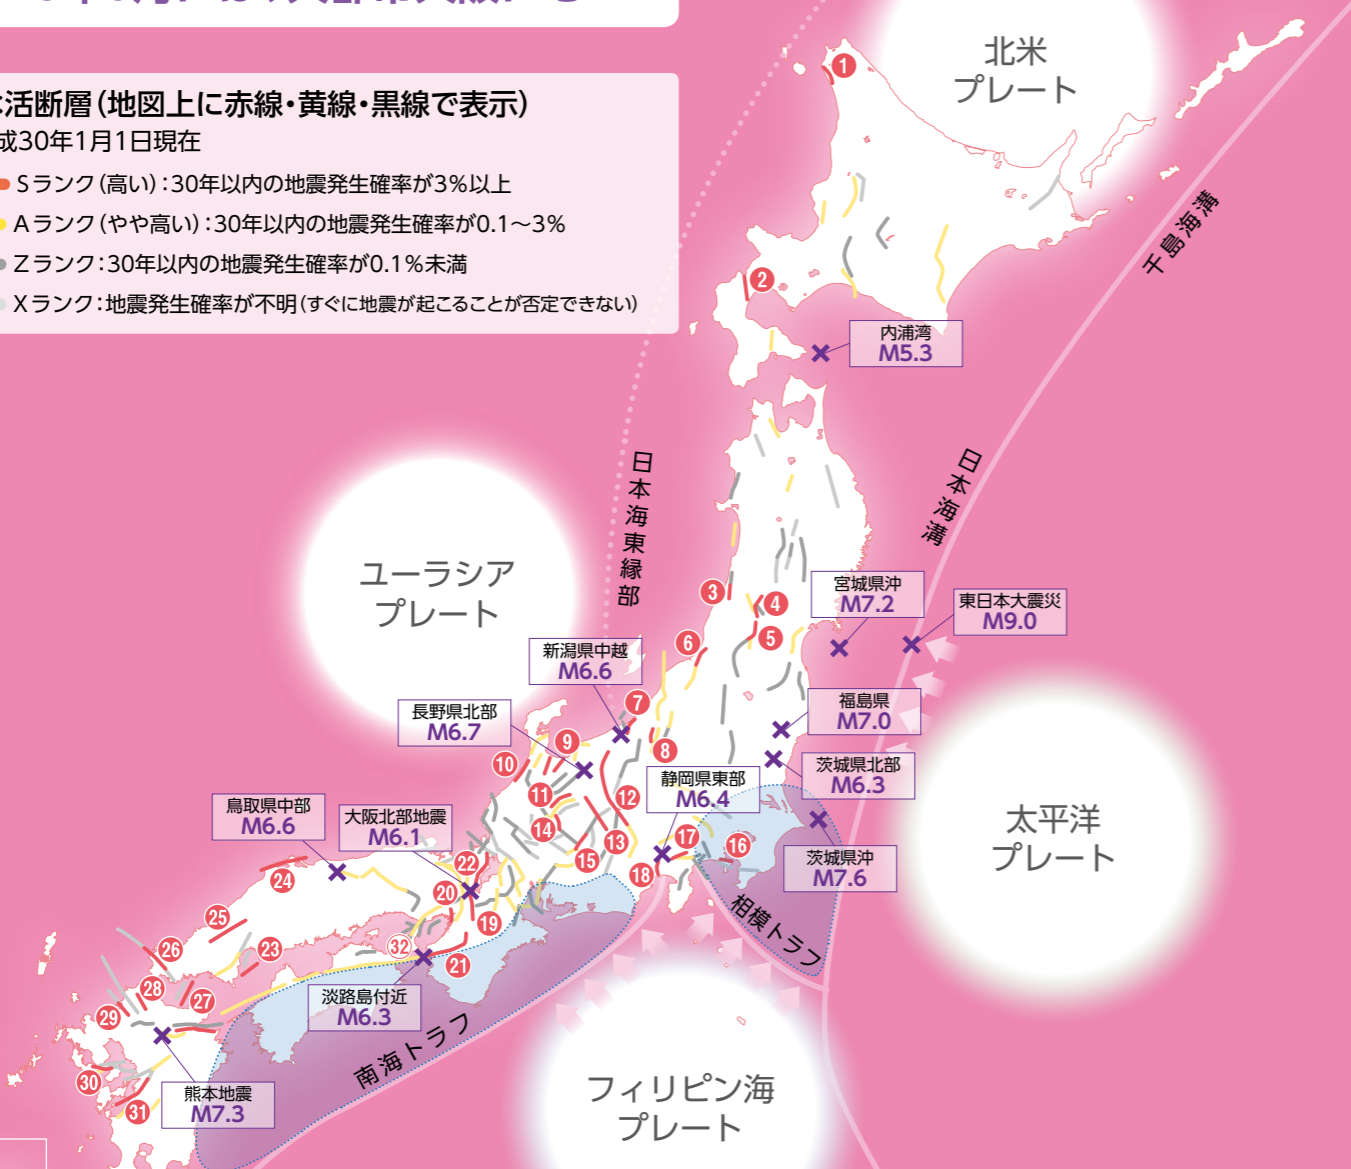 活断層（地図上に赤線・黄線・黒線で表示）
成30年1月1日現在
Sランク（高い）：30年以内の地震発生確率が3％以上
Aランク（やや高い）：30年以内の地震発生確率が0.1～3％
Zランク：30年以内の地震発生確率が0.1％未満
Xランク：地震発生確率が不明（すぐに地震が起こることが否定できない）
北米
プレート
千島海溝
1
2
内浦湾
M5.3
日本海東縁部
日本海溝
ユーラシア
プレート
3
4
5
6
宮城県沖
M7.2
東日本大震災
M9.0
新潟県中越
M6.6
7
8
長野県北部
M6.7
9
10
11
12
13
14
15
福島県
M7.0
茨城県北部
M6.3
静岡県東部
M6.4
16
17
18
茨城県沖
M7.6
太平洋
プレート
相模トラフ
鳥取県中部
M6.6
大阪北部地震
M6.1
22
20
19
21
32
24
25
23
26
28
27
29
30
31
淡路島付近
M6.3
南海トラフ
熊本地震
M7.3
フィリピン海
プレート